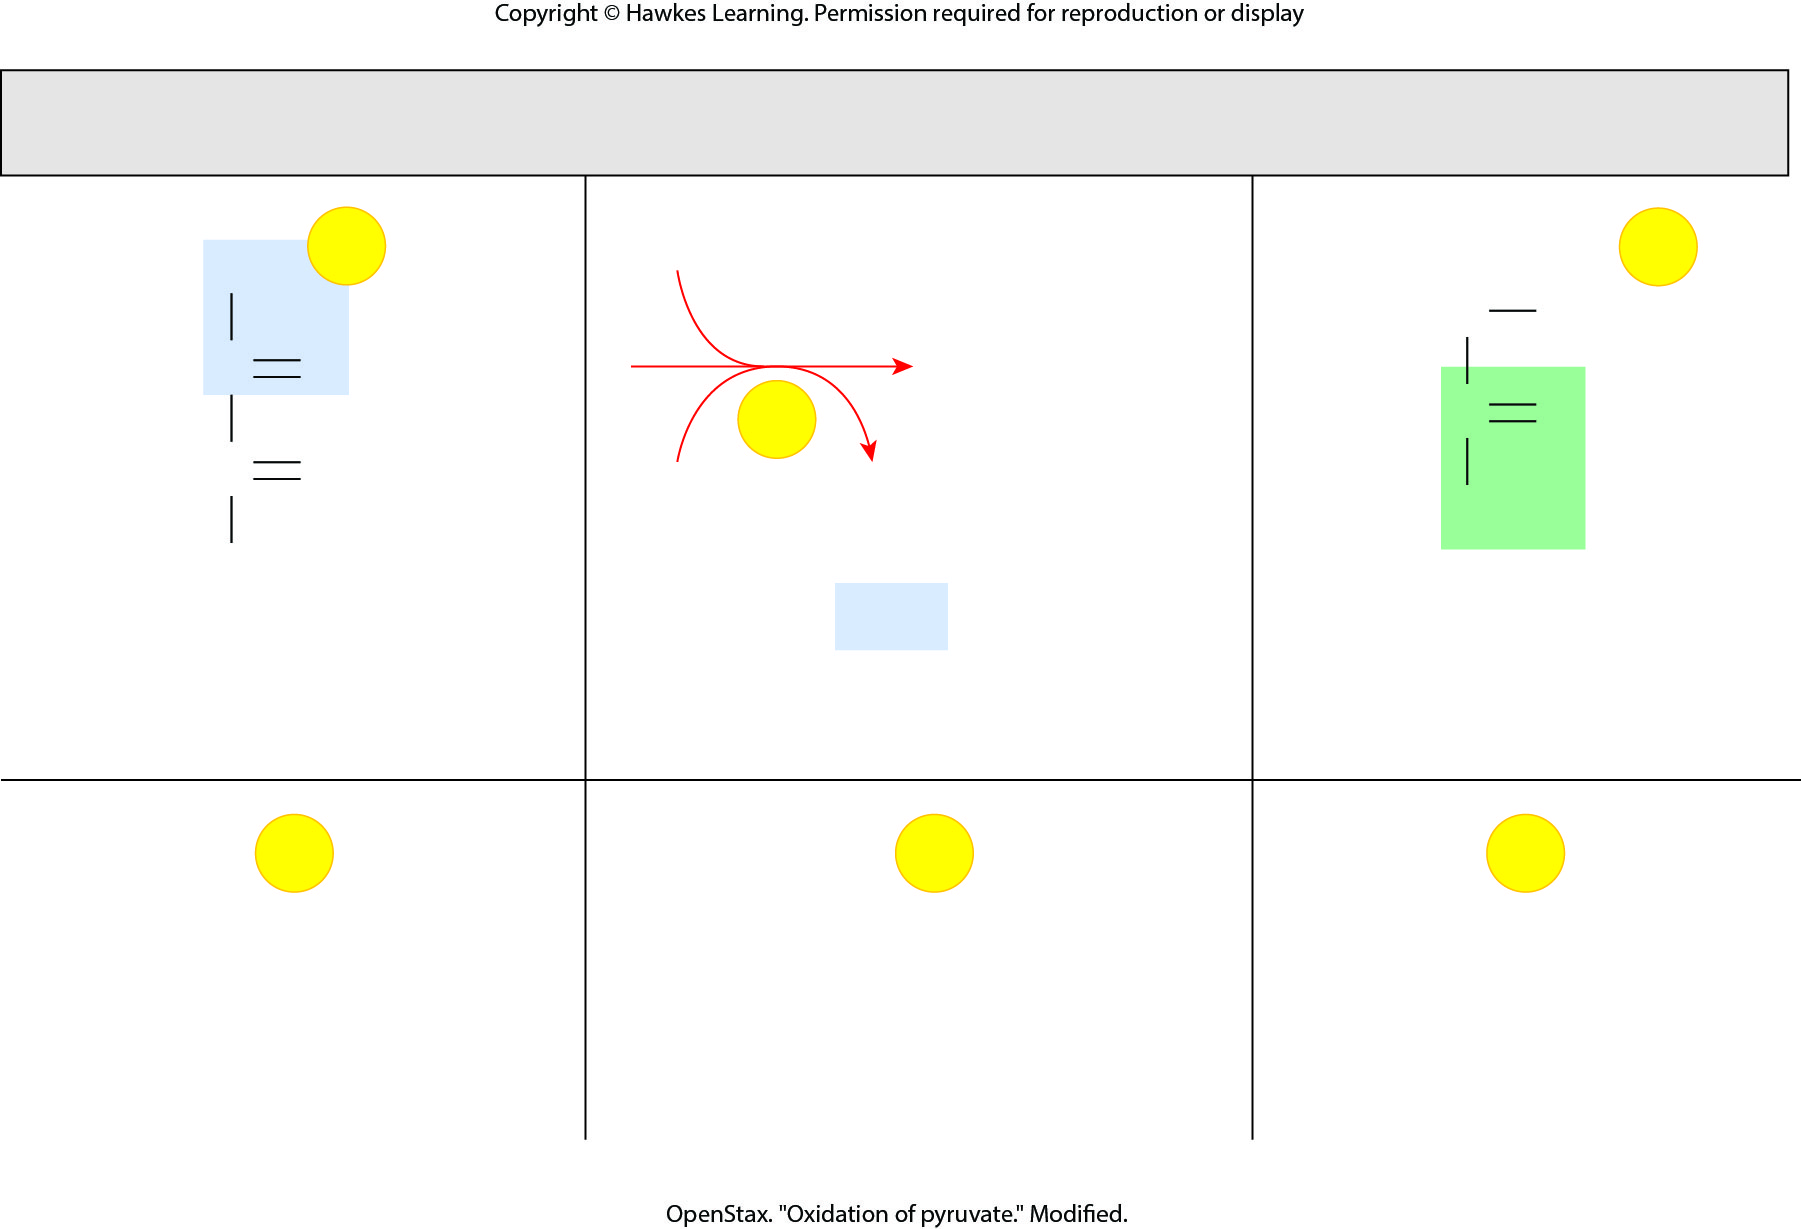 Copyright © Hawkes Learning. Permission required for reproduction or display
OpenStax. "Oxidation of pyruvate." Modified.